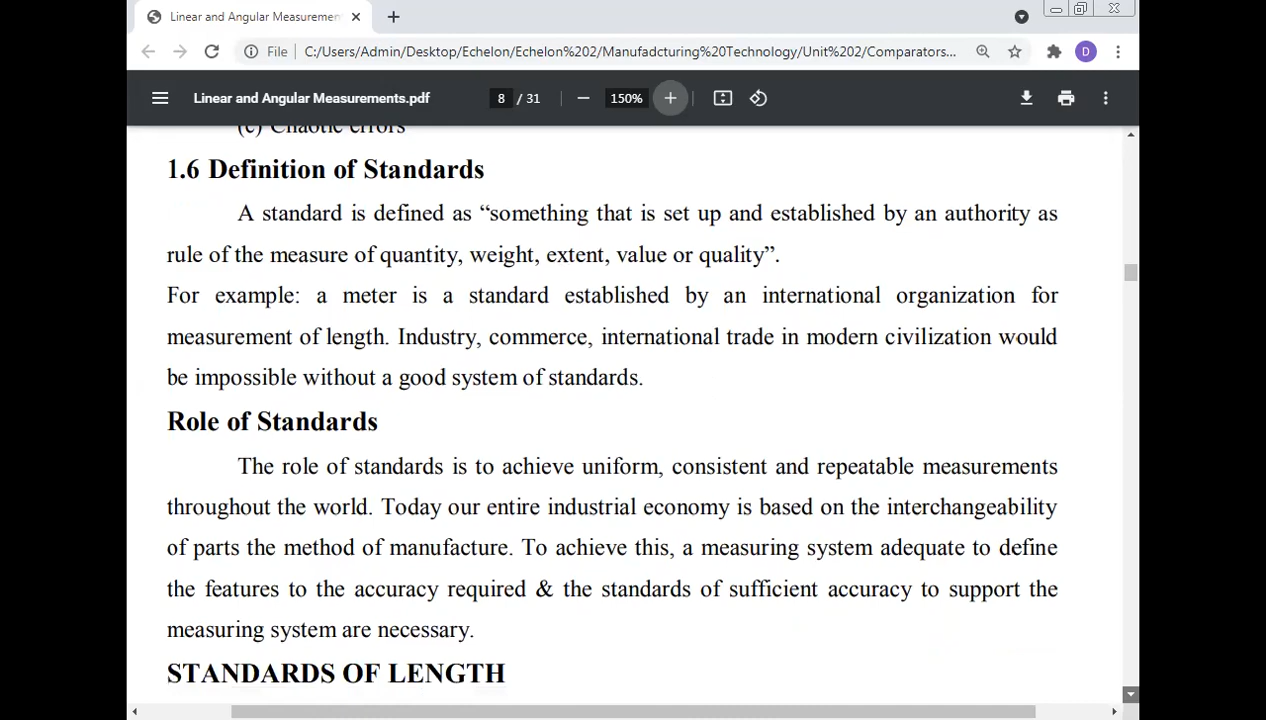 Linear and Angular Measurement
File C:/Users/Admin/Desktop/Echelon/Echelon%202/Manufadcturing%20Technology/Unit%202/Comparators...
D
Linear and Angular Measurements.pdf 8 / 31 150%
(c) Chaotic errors
1.6 Definition of Standards
A standard is defined as “something that is set up and established by an authority as
rule of the measure of quantity, weight, extent, value or quality”.
For example: a meter is a standard established by an international organization for
measurement of length. Industry, commerce, international trade in modern civilization would
be impossible without a good system of standards.
Role of Standards
The role of standards is to achieve uniform, consistent and repeatable measurements
throughout the world. Today our entire industrial economy is based on the interchangeability
of parts the method of manufacture. To achieve this, a measuring system adequate to define
the features to the accuracy required & the standards of sufficient accuracy to support the
measuring system are necessary.
STANDARDS OF LENGTH